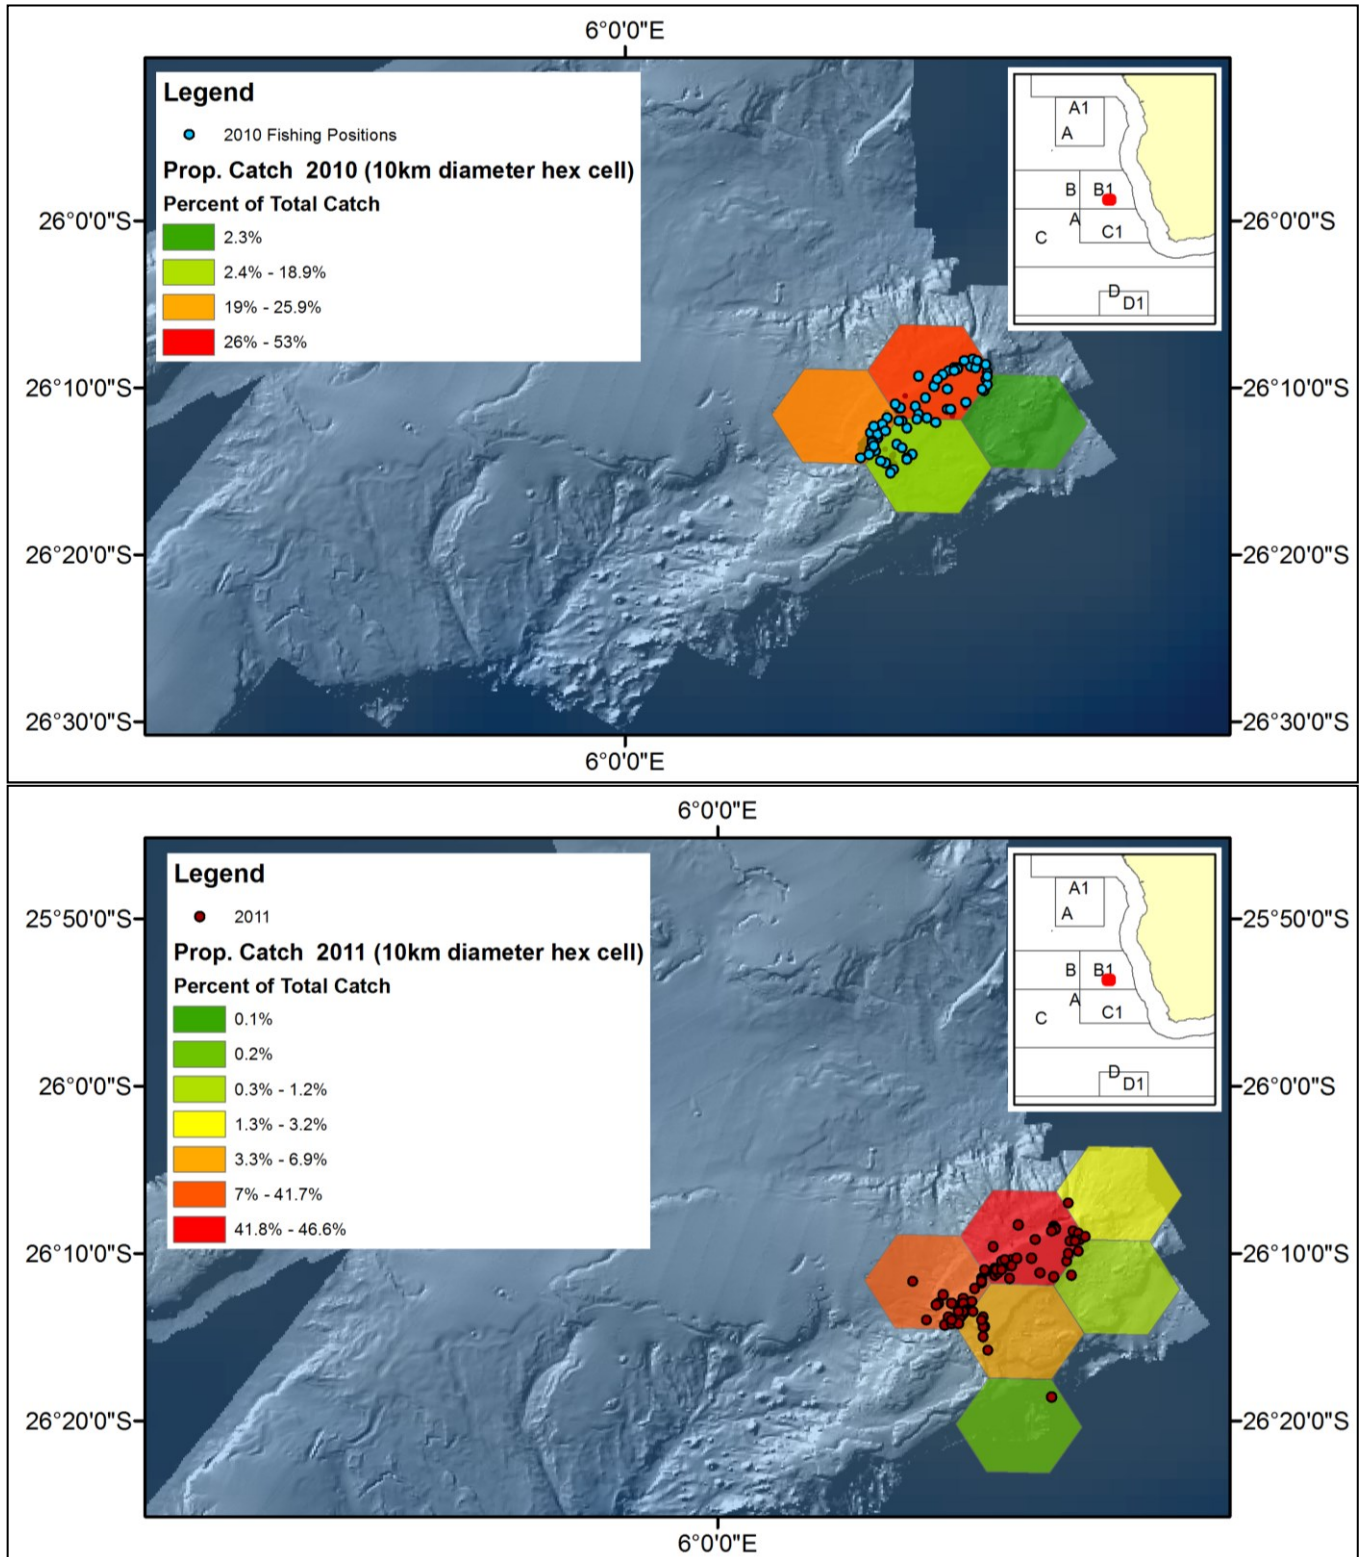 6°0'0"E
Legend
2010 Fishing Positions
Prop. Catch 2010 (10km diameter hex cell)
Percent of Total Catch
2.3%
2.4% - 18.9%
19% - 25.9%
26% - 53%
A1
A
B B1
A
C C1
D
D1
26°0'0"S 26°0'0"S
26°10'0"S 26°10'0"S
26°20'0"S 26°20'0"S
26°30'0"S 26°30'0"S
6°0'0"E
6°0'0"E
Legend
2011
Prop. Catch 2011 (10km diameter hex cell)
Percent of Total Catch
0.1%
0.2%
0.3% - 1.2%
1.3% - 3.2%
3.3% - 6.9%
7% - 41.7%
41.8% - 46.6%
A1
A
B B1
A
C C1
D
D1
25°50'0"S 25°50'0"S
26°0'0"S 26°0'0"S
26°10'0"S 26°10'0"S
26°20'0"S 26°20'0"S
6°0'0"E